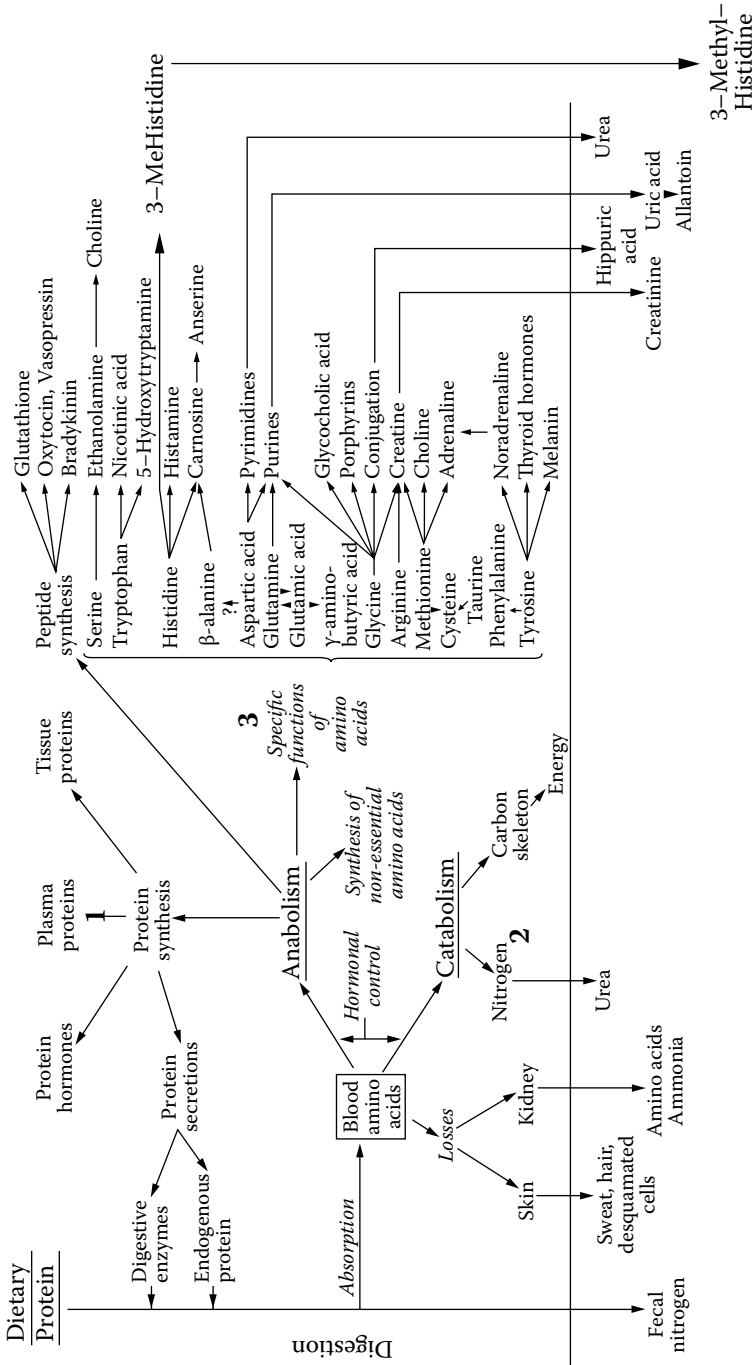 Dietary
Protein
Digestion
Digestive
enzymes
Endogenous
protein
Absorption
Fecal
nitrogen
Protein
hormones
Plasma
proteins
Tissue
proteins
1
Protein
synthesis
Protein
secretions
Blood
amino
acids
Hormonal
control
Losses
Skin
Kidney
Sweat, hair,
desquamated
cells
Amino acids
Ammonia
Anabolism
Synthesis of
non-essential
amino acids
3
Specific
functions
of
amino
acids
Catabolism
Nitrogen
2
Carbon
skeleton
Energy
Urea
Peptide
synthesis
Glutathione
Oxytocin, Vasopressin
Bradykinin
Serine
Ethanolamine
Choline
Tryptophan
Nicotinic acid
5–Hydroxytryptamine
3–MeHistidine
Histidine
Histamine
Carnosine
Anserine
β-alanine
?
Aspartic acid
Pyrimidines
Glutamine
Purines
Glutamic acid
γ-amino-
butyric acid
Glycine
Glycocholic acid
Porphyrins
Conjugation
Arginine
Creatine
Methionine
Choline
Cysteine
Adrenaline
Taurine
Phenylalanine
Noradrenaline
Tyrosine
Thyroid hormones
Melanin
Creatinine
Hippuric
acid
Uric acid
Allantoin
Urea
3–Methyl–
Histidine